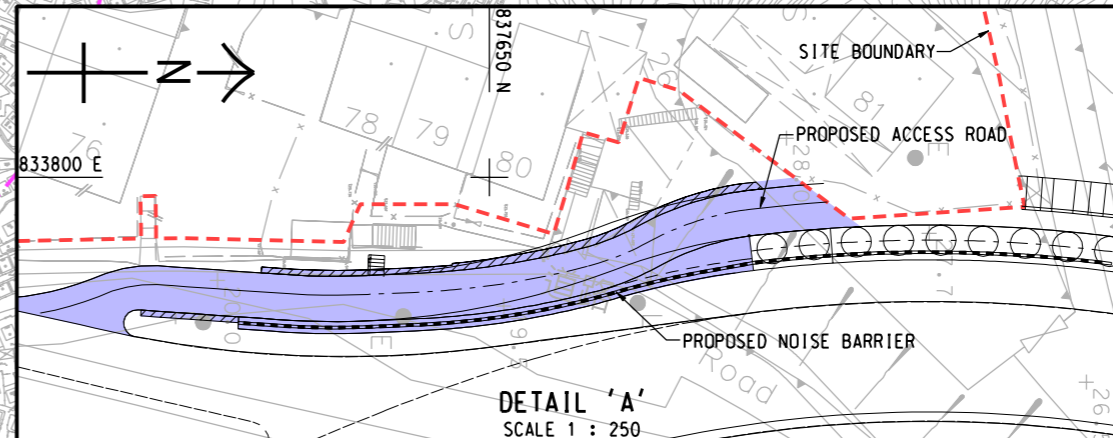 837650 N
SITE BOUNDARY
N
76
78
79
80
81
26
PROPOSED ACCESS ROAD
833800 E
PROPOSED NOISE BARRIER
Road
DETAIL 'A'
SCALE 1 : 250